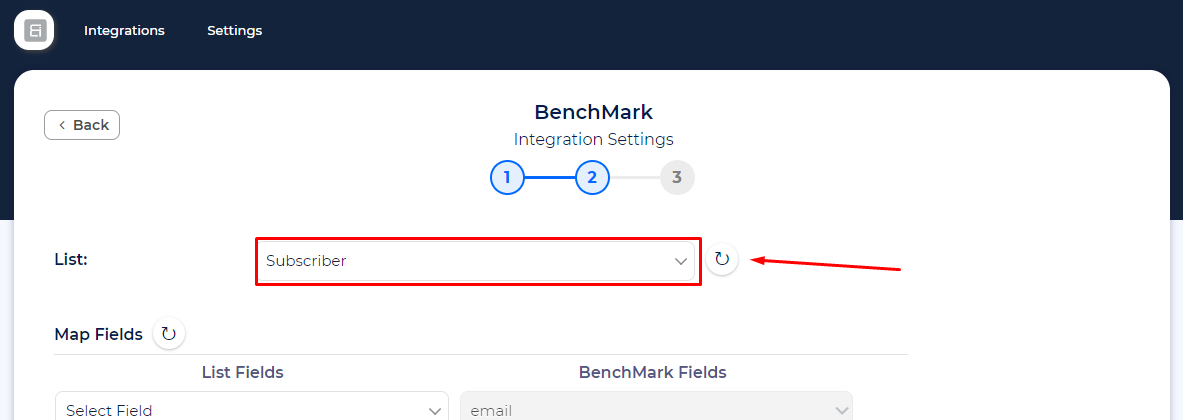 Integrations Settings
Back
BenchMark
Integration Settings
1 2 3
List: Subscriber
Map Fields
List Fields BenchMark Fields
Select Field email